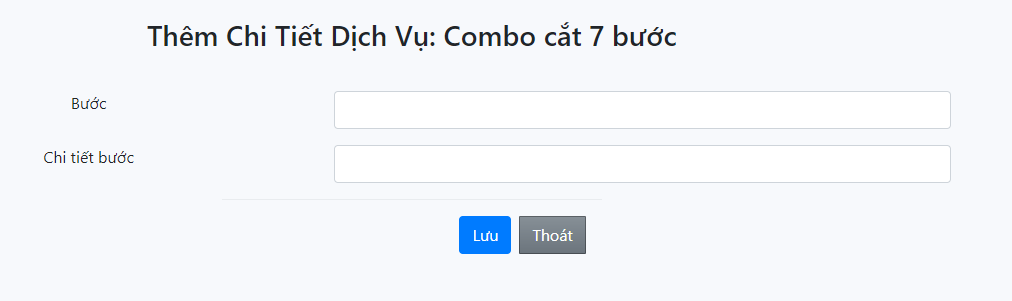 Thêm Chi Tiết Dịch Vụ: Combo cắt 7 bước
Bước
Chi tiết bước
Lưu Thoát